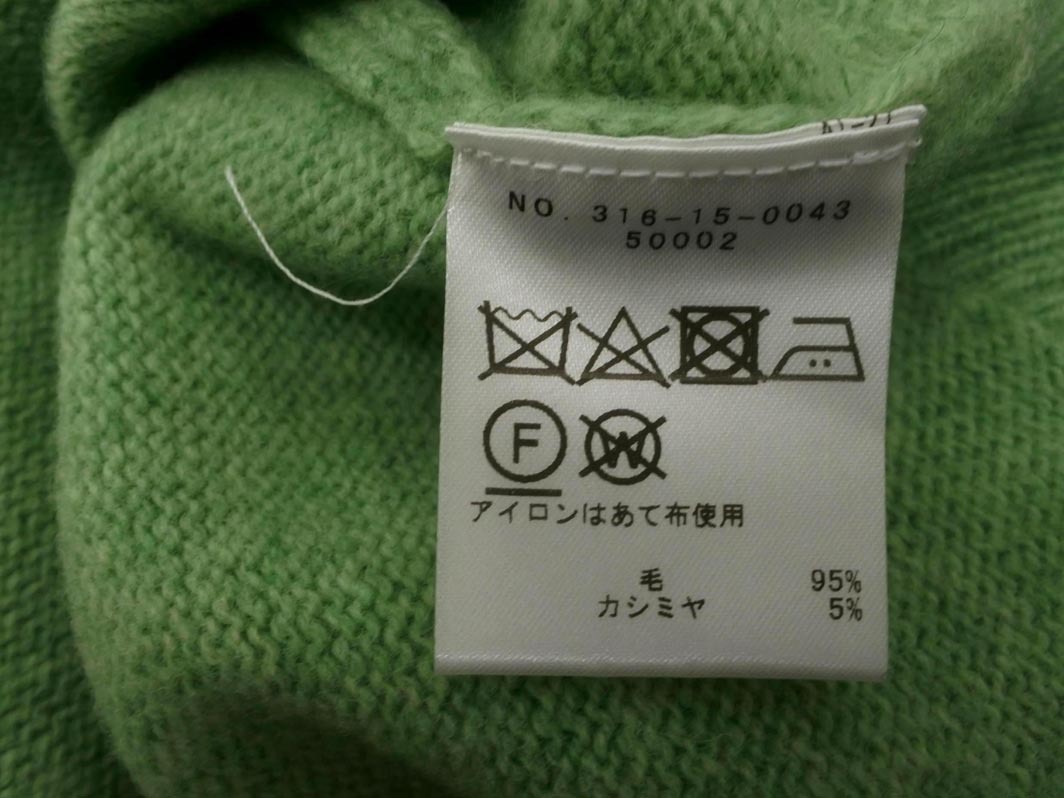 NO. 316-15-0043
50002
F
W
アイロンはあて布使用
毛 95%
カシミヤ 5%